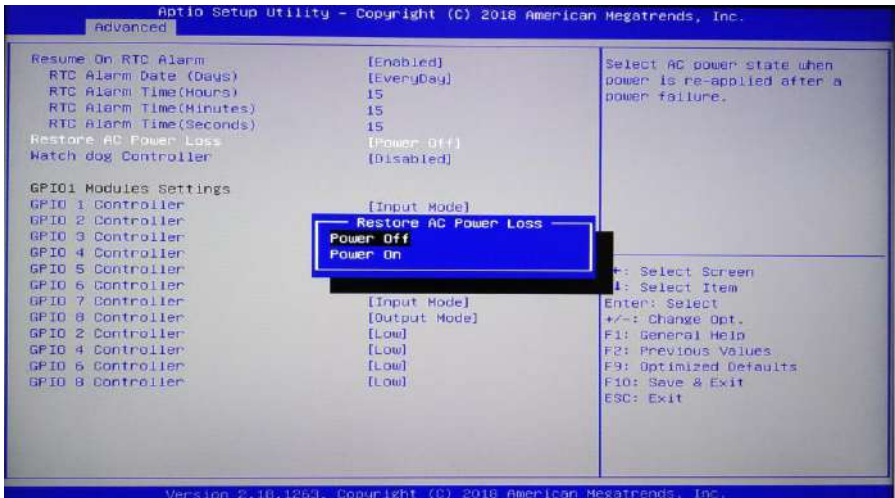 Aptio Setup Utility - Copyright (C) 2018 American Megatrends, Inc.
Advanced
Resume On RTC Alarm [Enabled]
RTC Alarm Date (Days) [EveryDay]
RTC Alarm Time(Hours) 15
RTC Alarm Time(Minutes) 15
RTC Alarm Time(Seconds) 15
Restore AC Power Loss [Power Off]
Watch dog Controller [Disabled]
GPIO1 Modules Settings
GPIO 1 Controller [Input Mode]
GPIO 2 Controller
GPIO 3 Controller
GPIO 4 Controller
GPIO 5 Controller
GPIO 6 Controller
GPIO 7 Controller [Input Mode]
GPIO 8 Controller [Output Mode]
GPIO 2 Controller [Low]
GPIO 4 Controller [Low]
GPIO 6 Controller [Low]
GPIO 8 Controller [Low]
Restore AC Power Loss
Power Off
Power On
Select AC power state when
power is re-applied after a
power failure.
: Select Screen
: Select Item
Enter: Select
+/-: Change Opt.
F1: General Help
F2: Previous Values
F9: Optimized Defaults
F10: Save & Exit
ESC: Exit
Version 2.18.1263. Copyright (C) 2018 American Megatrends, Inc.